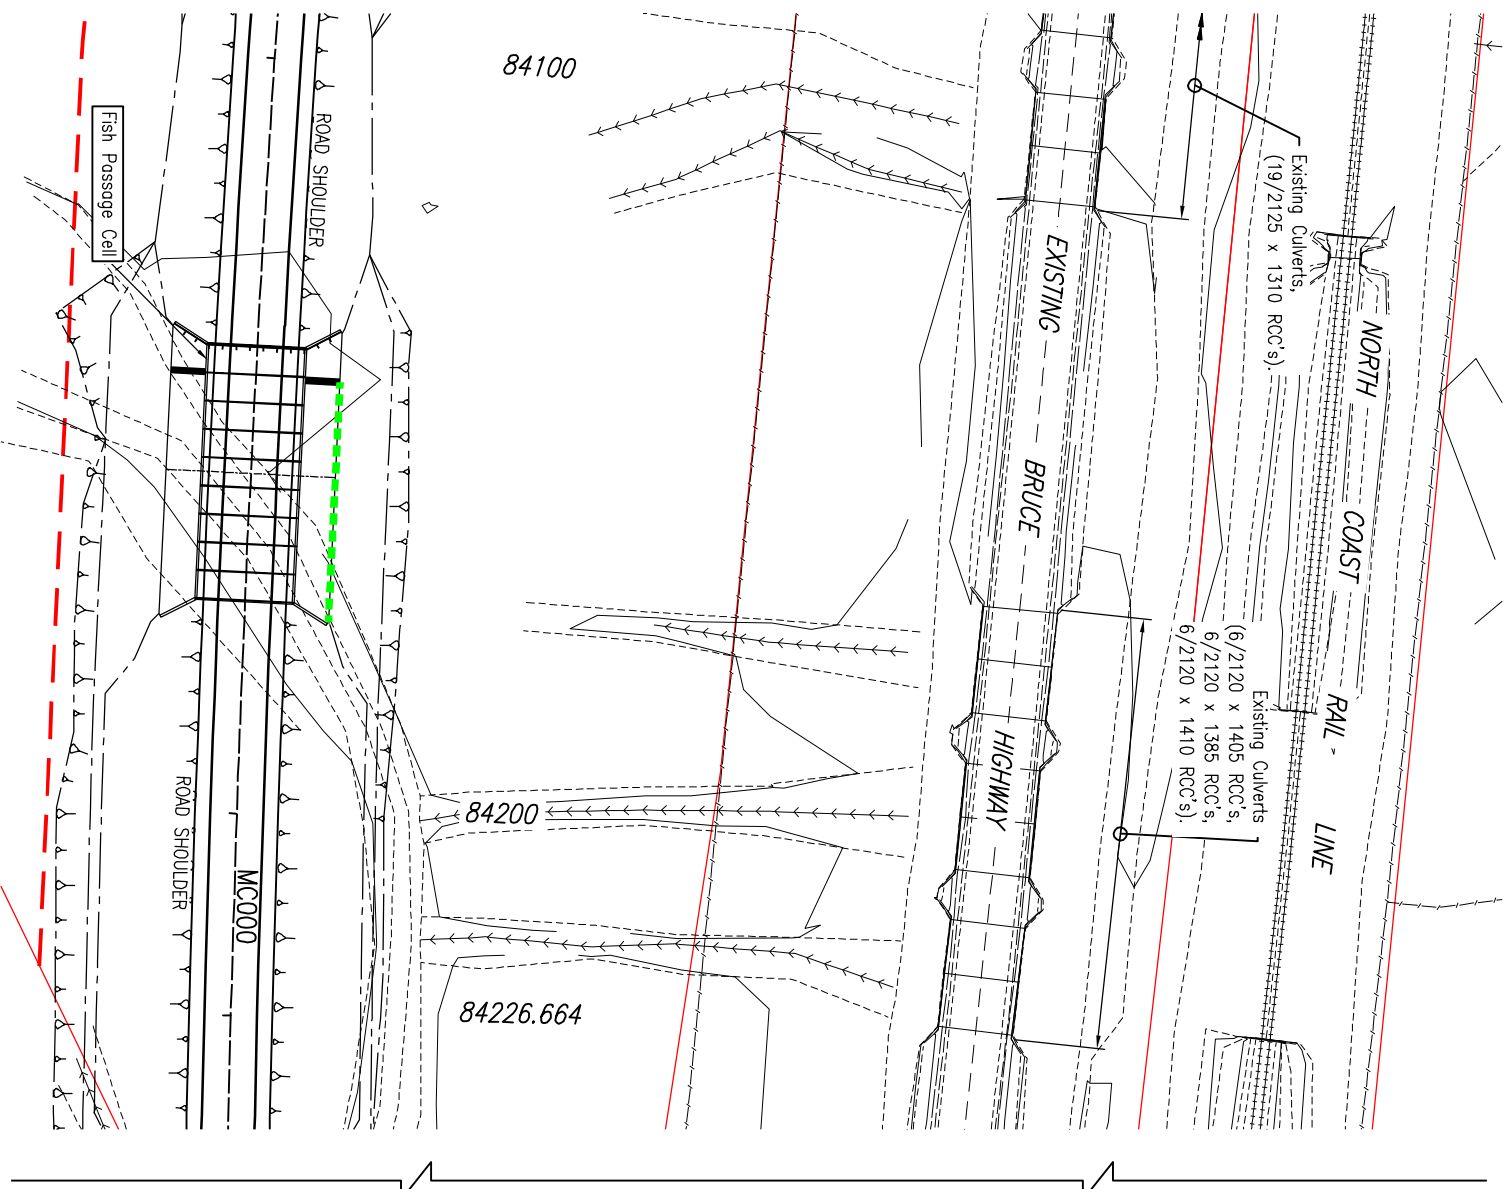 84100
ROAD SHOULDER
Fish Passage Cell
Existing Culverts,
(19/2125 x 1310 RCC's).
EXISTING
BRUCE
HIGHWAY
NORTH
COAST
RAIL -
LINE
Existing Culverts
(6/2120 x 1405 RCC's,
6/2120 x 1385 RCC's,
6/2120 x 1410 RCC's).
84200
ROAD SHOULDER
MC000
84226.664